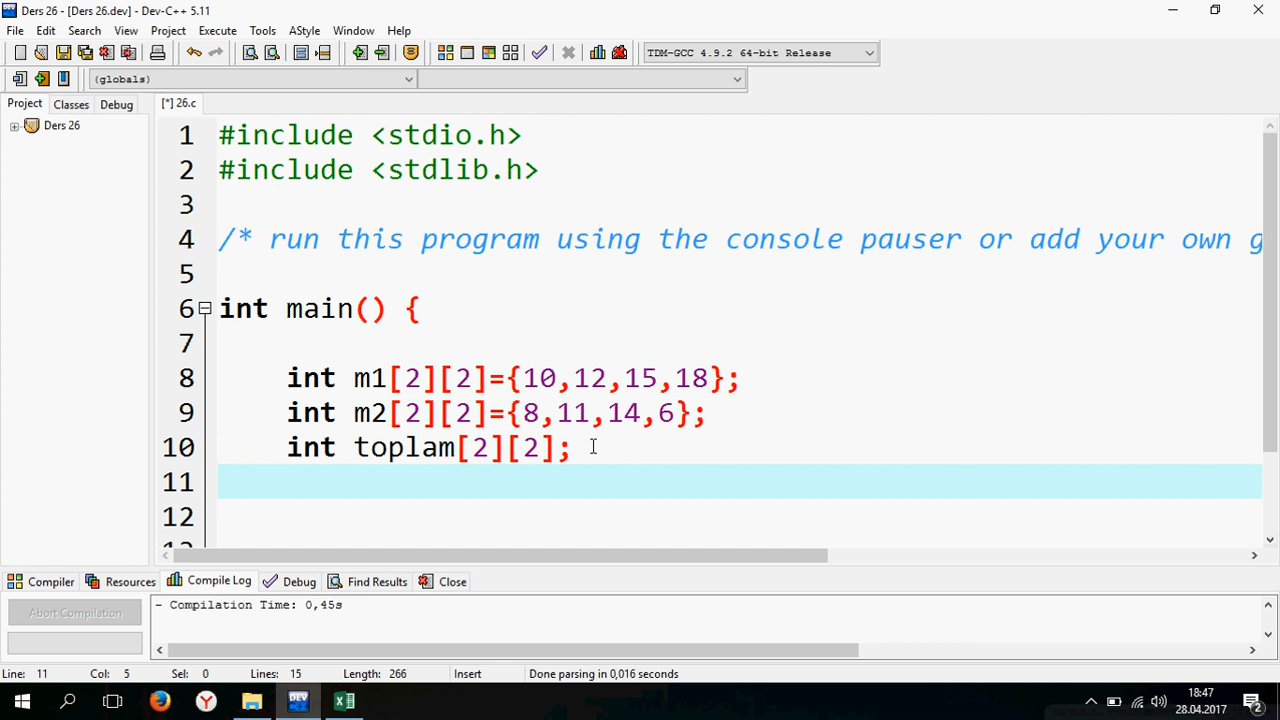 Ders 26 - [Ders 26.dev] - Dev-C++ 5.11
File Edit Search View Project Execute Tools AStyle Window Help
TDM-GCC 4.9.2 64-bit Release
(globals)
Project Classes Debug [*] 26.c
Ders 26
1 #include <stdio.h>
2 #include <stdlib.h>
3
4 /* run this program using the console pauser or add your own g
5
6 int main() {
7
8 int m1[2][2]={10,12,15,18};
9 int m2[2][2]={8,11,14,6};
10 int toplam[2][2];
11
12
Compiler Resources Compile Log Debug Find Results Close
Abort Compilation
- Compilation Time: 0,45s
Line: 11 Col: 5 Sel: 0 Lines: 15 Length: 266 Insert Done parsing in 0,016 seconds
18:47
28.04.2017
2